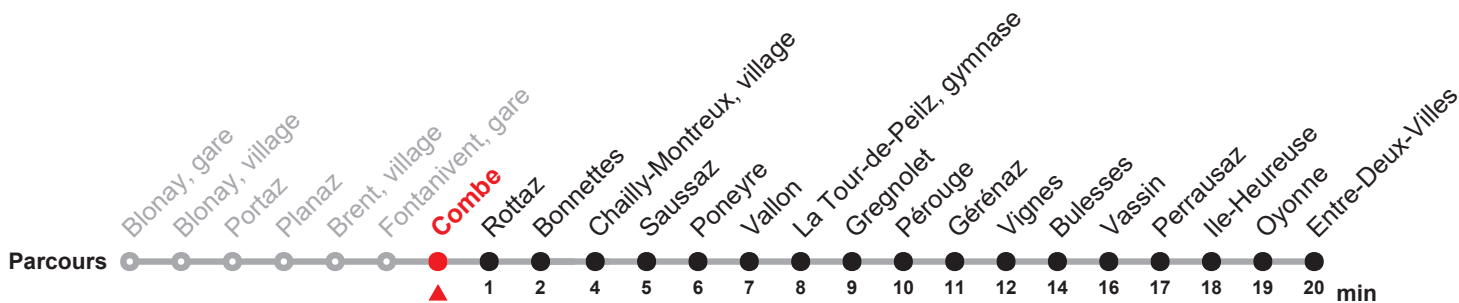 Blonay, gare
Blonay, village
Portaz
Planaz
Brent, village
Fontanivent, gare
Combe
Rottaz
Bonnettes
Chailly-Montreux, village
Saussaz
Poneyre
Vallon
La Tour-de-Peilz, gymnase
Gregnolet
Pérouge
Gérénaz
Vignes
Bulesses
Vassin
Perrausaz
Ile-Heureuse
Oyonne
Entre-Deux-Villes
Parcours
1 2 4 5 6 7 8 9 10 11 12 14 16 17 18 19 20 min